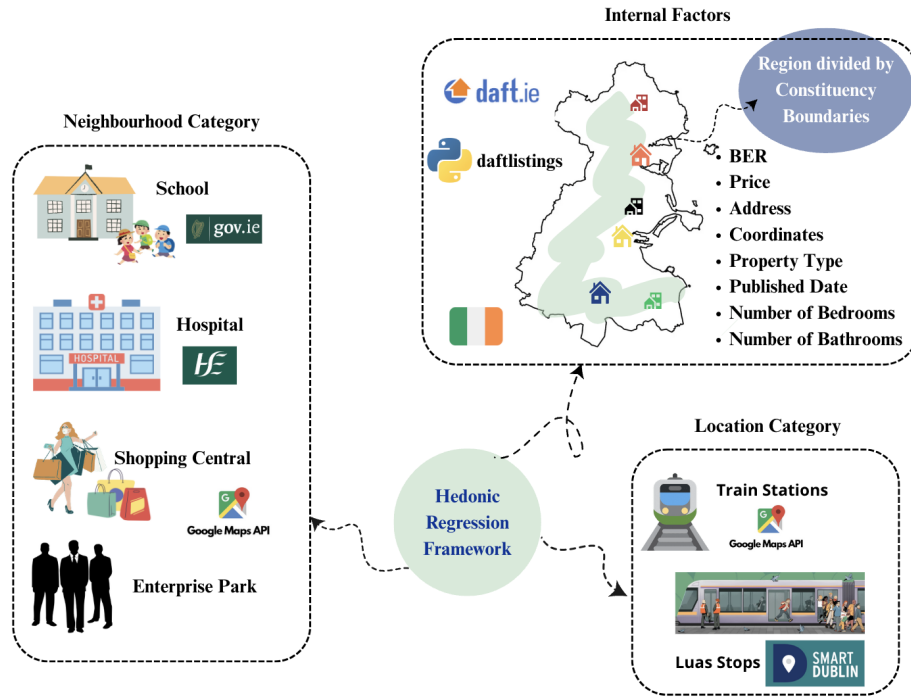 Internal Factors
daft.ie
Region divided by
Constituency
Boundaries
daftlistings
• BER
• Price
• Address
• Coordinates
• Property Type
• Published Date
• Number of Bedrooms
• Number of Bathrooms
Neighbourhood Category
School
gov.ie
Hospital
HOSPITAL
Shopping Central
Google Maps API
Enterprise Park
Hedonic
Regression
Framework
Location Category
Train Stations
Google Maps API
Luas Stops
SMART
DUBLIN